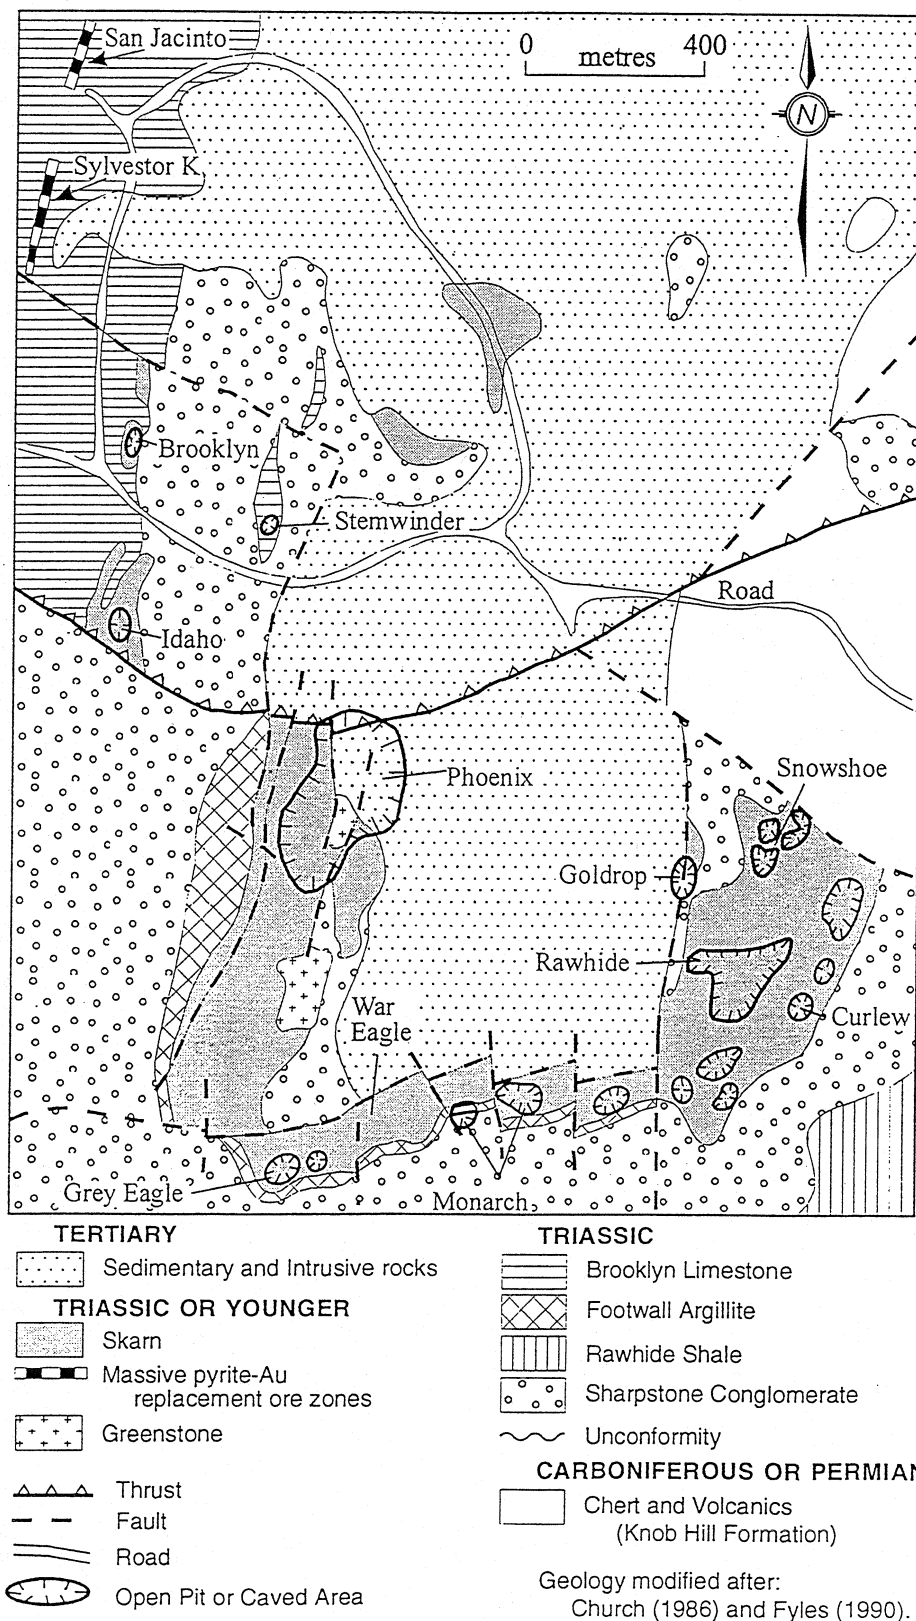 San Jacinto
0 400
metres
N
Sylvestor K
Brooklyn
Stemwinder
Road
Idaho
Phoenix
Snowshoe
Goldrop
Rawhide
War
Eagle
Curlew
Grey Eagle
Monarch
TERTIARY
Sedimentary and Intrusive rocks
TRIASSIC OR YOUNGER
Skarn
Massive pyrite-Au
replacement ore zones
Greenstone
Thrust
Fault
Road
Open Pit or Caved Area
TRIASSIC
Brooklyn Limestone
Footwall Argillite
Rawhide Shale
Sharpstone Conglomerate
Unconformity
CARBONIFEROUS OR PERMIAN
Chert and Volcanics
(Knob Hill Formation)
Geology modified after:
Church (1986) and Fyles (1990).